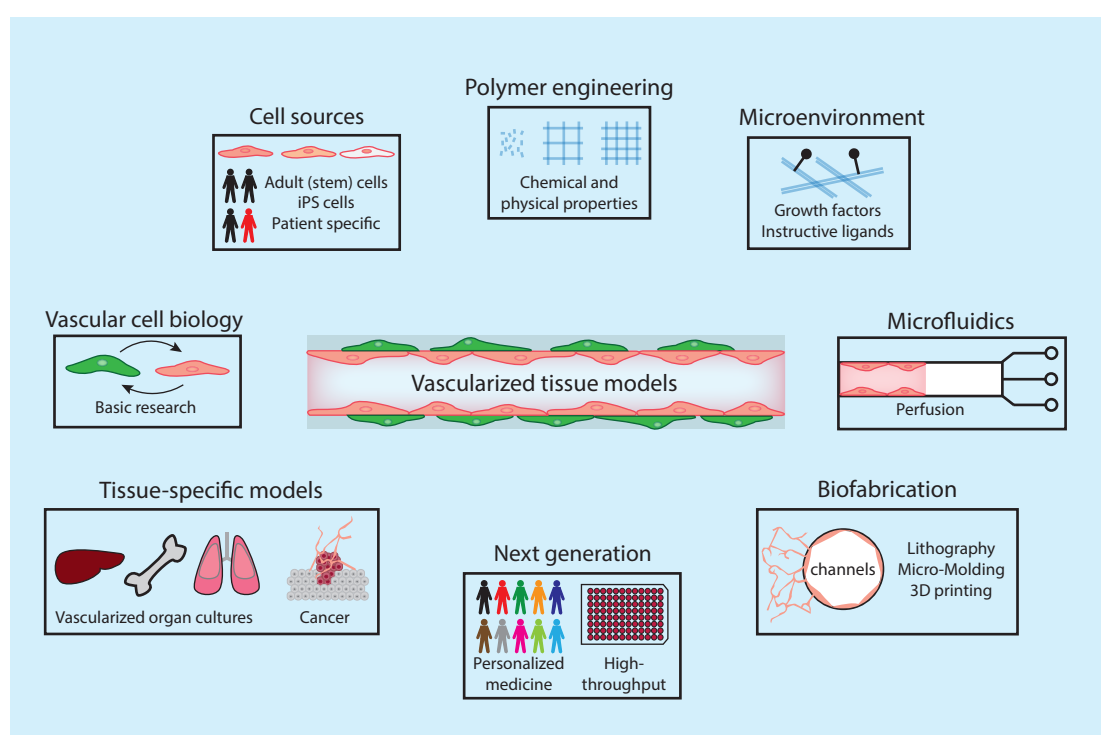 Polymer engineering
Chemical and
physical properties
Cell sources
Adult (stem) cells
iPS cells
Patient specific
Microenvironment
Growth factors
Instructive ligands
Vascular cell biology
Basic research
Vascularized tissue models
Microfluidics
Perfusion
Tissue-specific models
Vascularized organ cultures
Cancer
Next generation
Personalized
medicine
High-
throughput
Biofabrication
channels
Lithography
Micro-Molding
3D printing